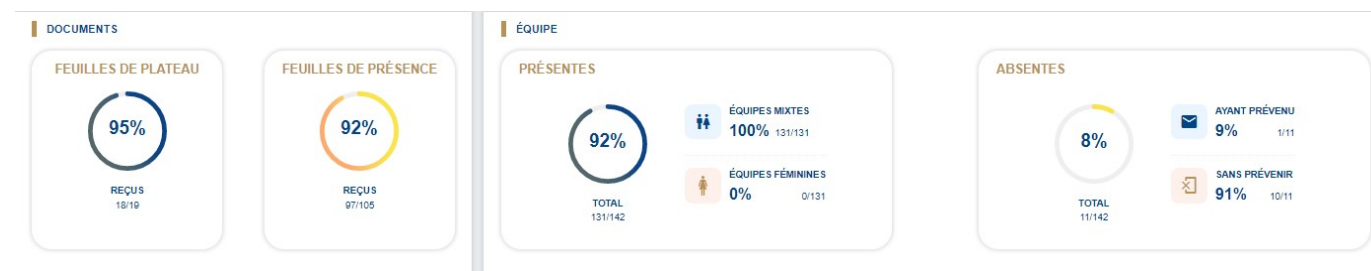 DOCUMENTS
FEUILLES DE PLATEAU
95%
REÇUS
18/19
FEUILLES DE PRÉSENCE
92%
REÇUS
97/105
ÉQUIPE
PRÉSENTES
92%
TOTAL
131/142
ÉQUIPES MIXTES
100% 131/131
ÉQUIPES FÉMININES
0% 0/131
ABSENTES
8%
TOTAL
11/142
AYANT PRÉVENU
9% 1/11
SANS PRÉVENIR
91% 10/11